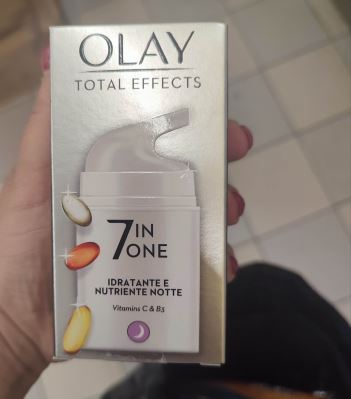 OLAY
TOTAL EFFECTS
7 IN
ONE
IDRATANTE E
NUTRIENTE NOTTE
Vitamins C & B3